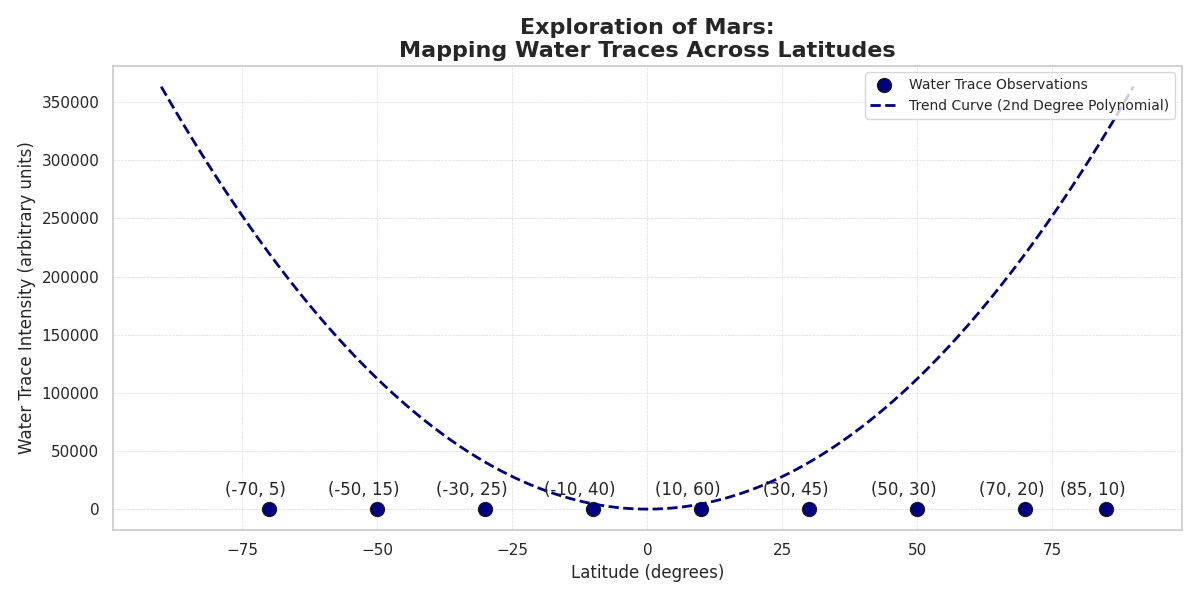 Exploration of Mars:
Mapping Water Traces Across Latitudes
Water Trace Observations
Trend Curve (2nd Degree Polynomial)
Water Trace Intensity (arbitrary units)
350000
300000
250000
200000
150000
100000
50000
0
(-70, 5) (-50, 15) (-30, 25) (-10, 40) (10, 60) (30, 45) (50, 30) (70, 20) (85, 10)
−75 −50 −25 0 25 50 75
Latitude (degrees)